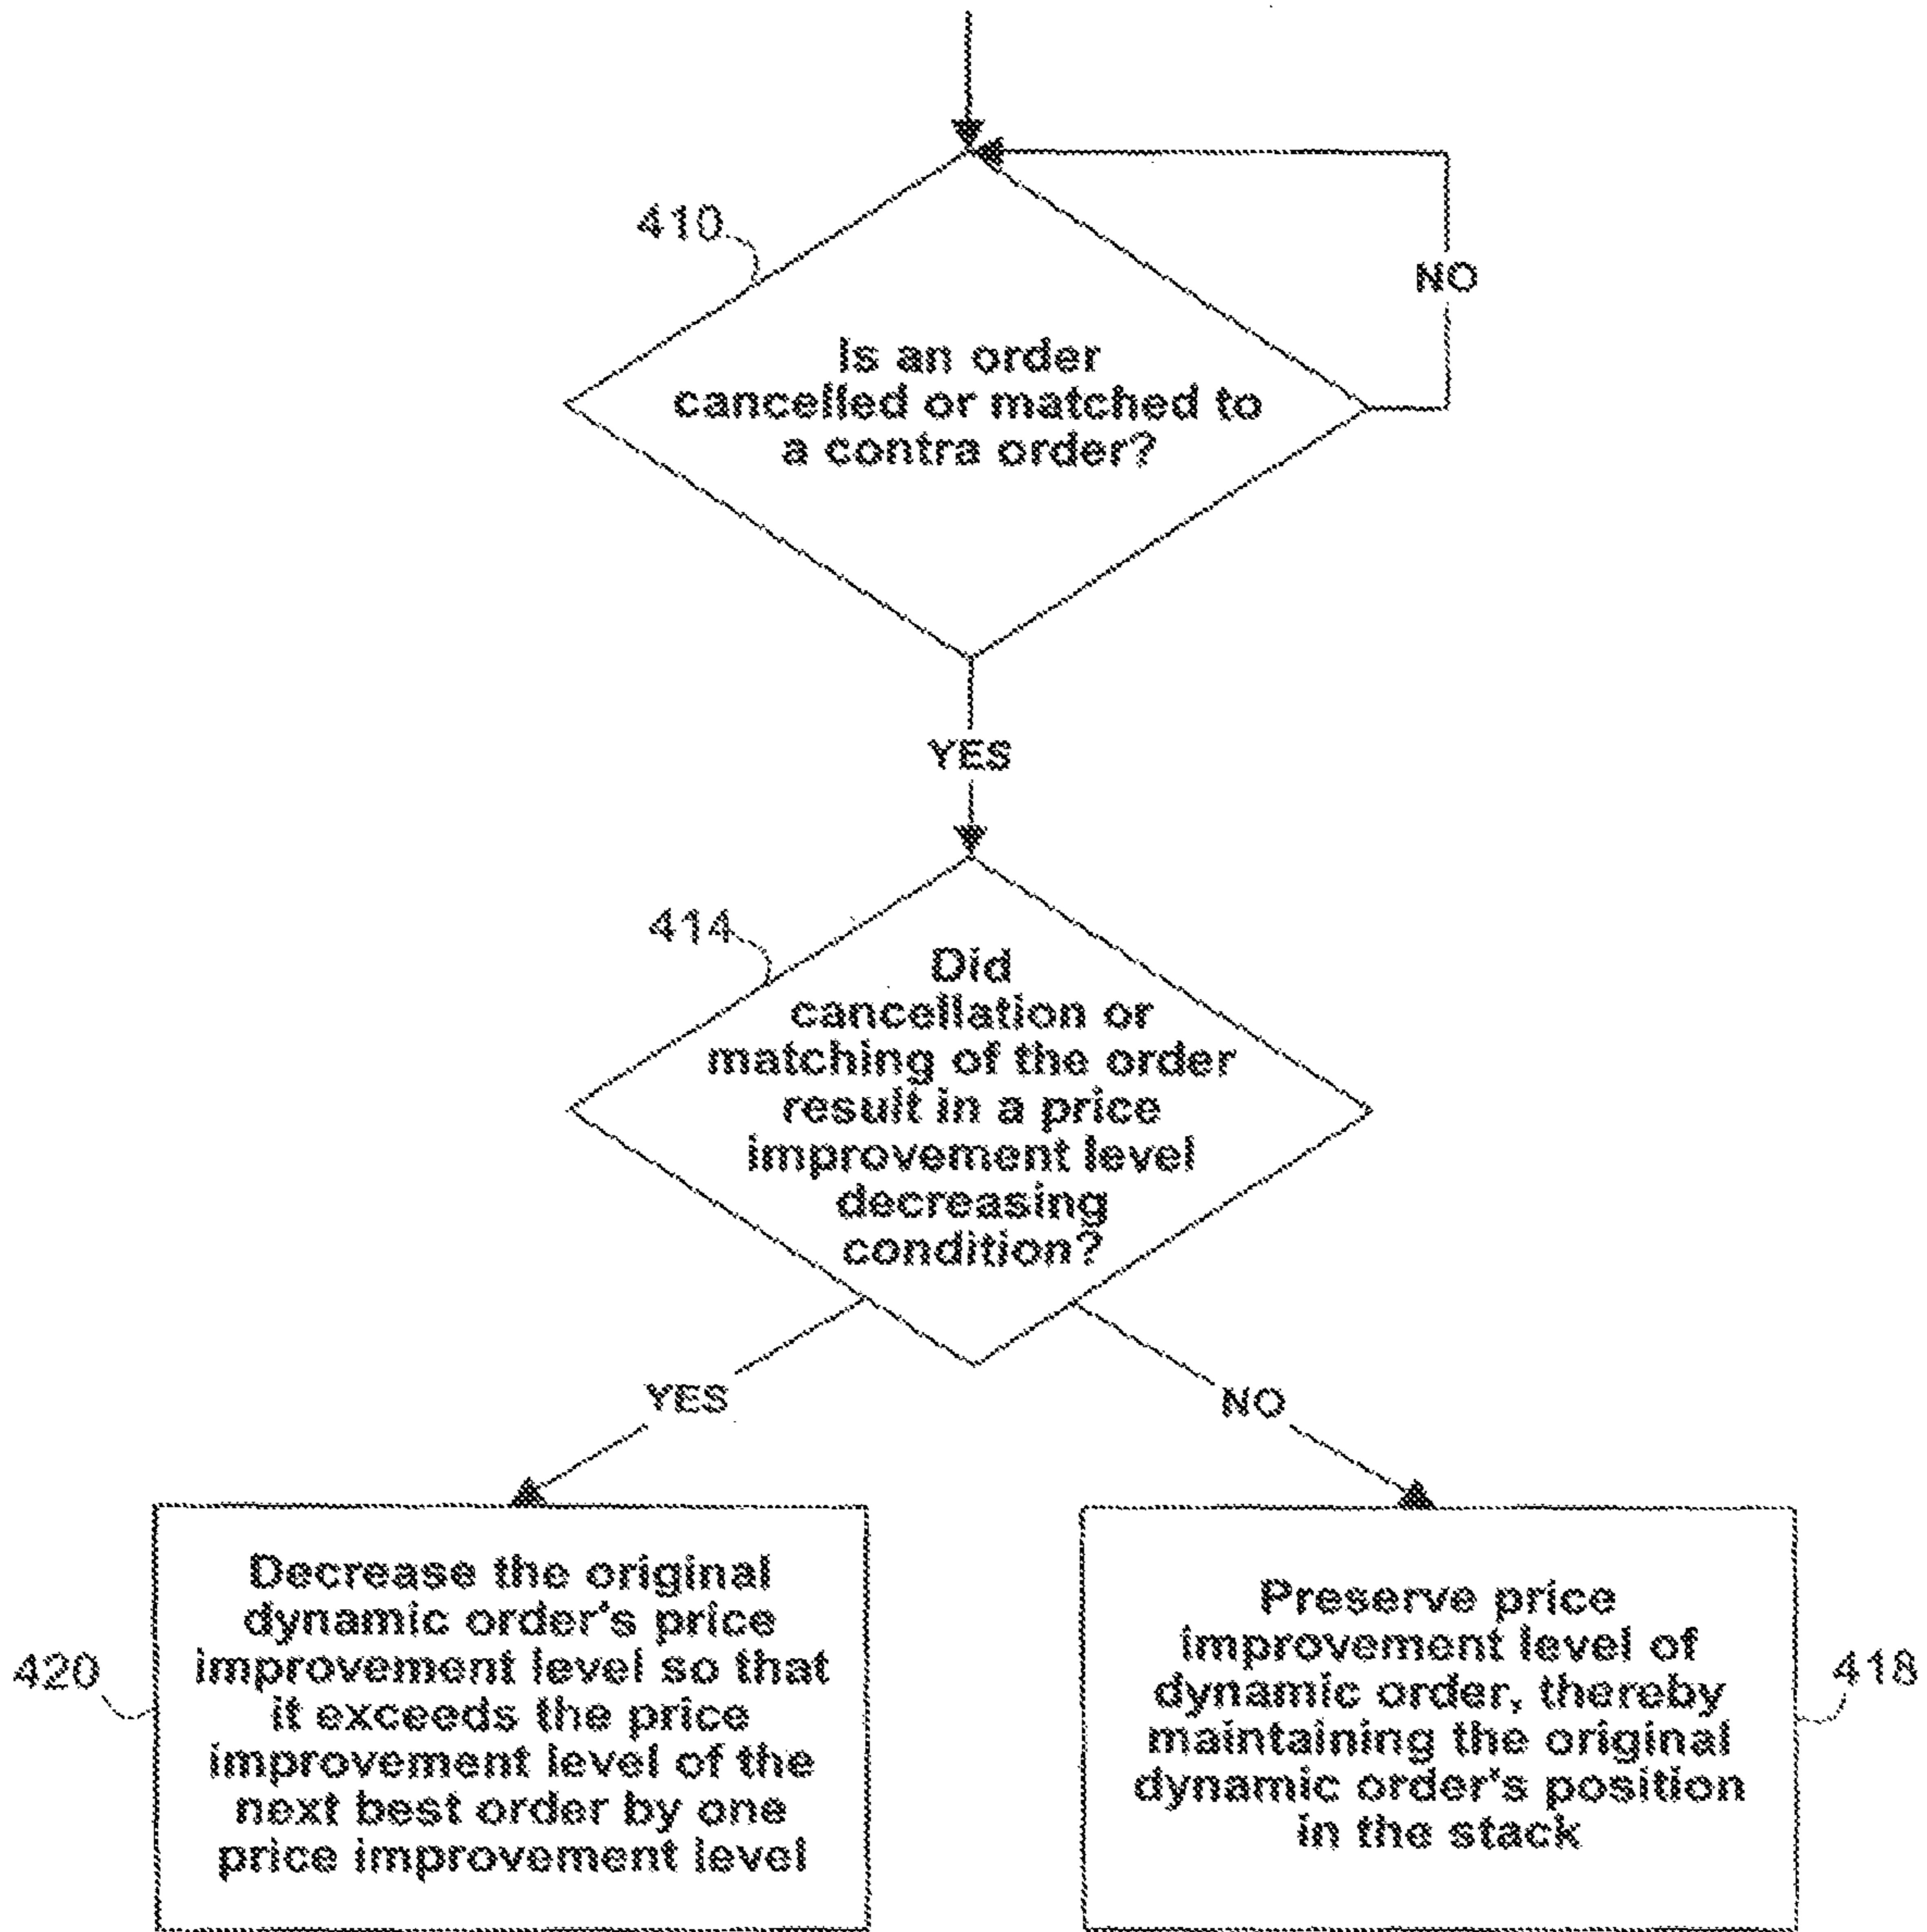 410
NO
Is an order
cancelled or matched to
a contra order?
YES
414
Did
cancellation or
matching of the order
result in a price
improvement level
decreasing
condition?
YES
NO
Decrease the original
dynamic order's price
improvement level so that
it exceeds the price
improvement level of the
next best order by one
price improvement level
420
Preserve price
improvement level of
dynamic order, thereby
maintaining the original
dynamic order's position
in the stack
418